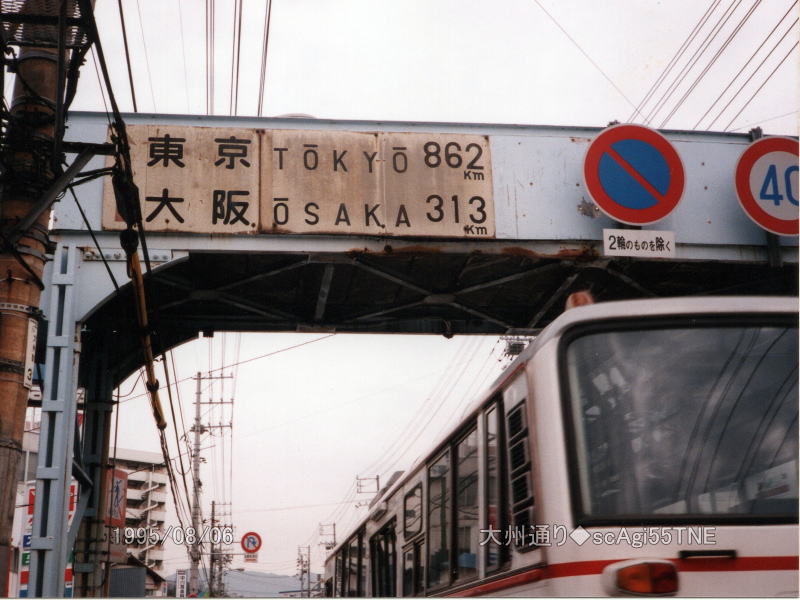 東京 TŌKYŌ 862 Km
大阪 ŌSAKA 313 Km
40
2輪のものを除く
1995/08/06
大州通り◆scAgi55TNE